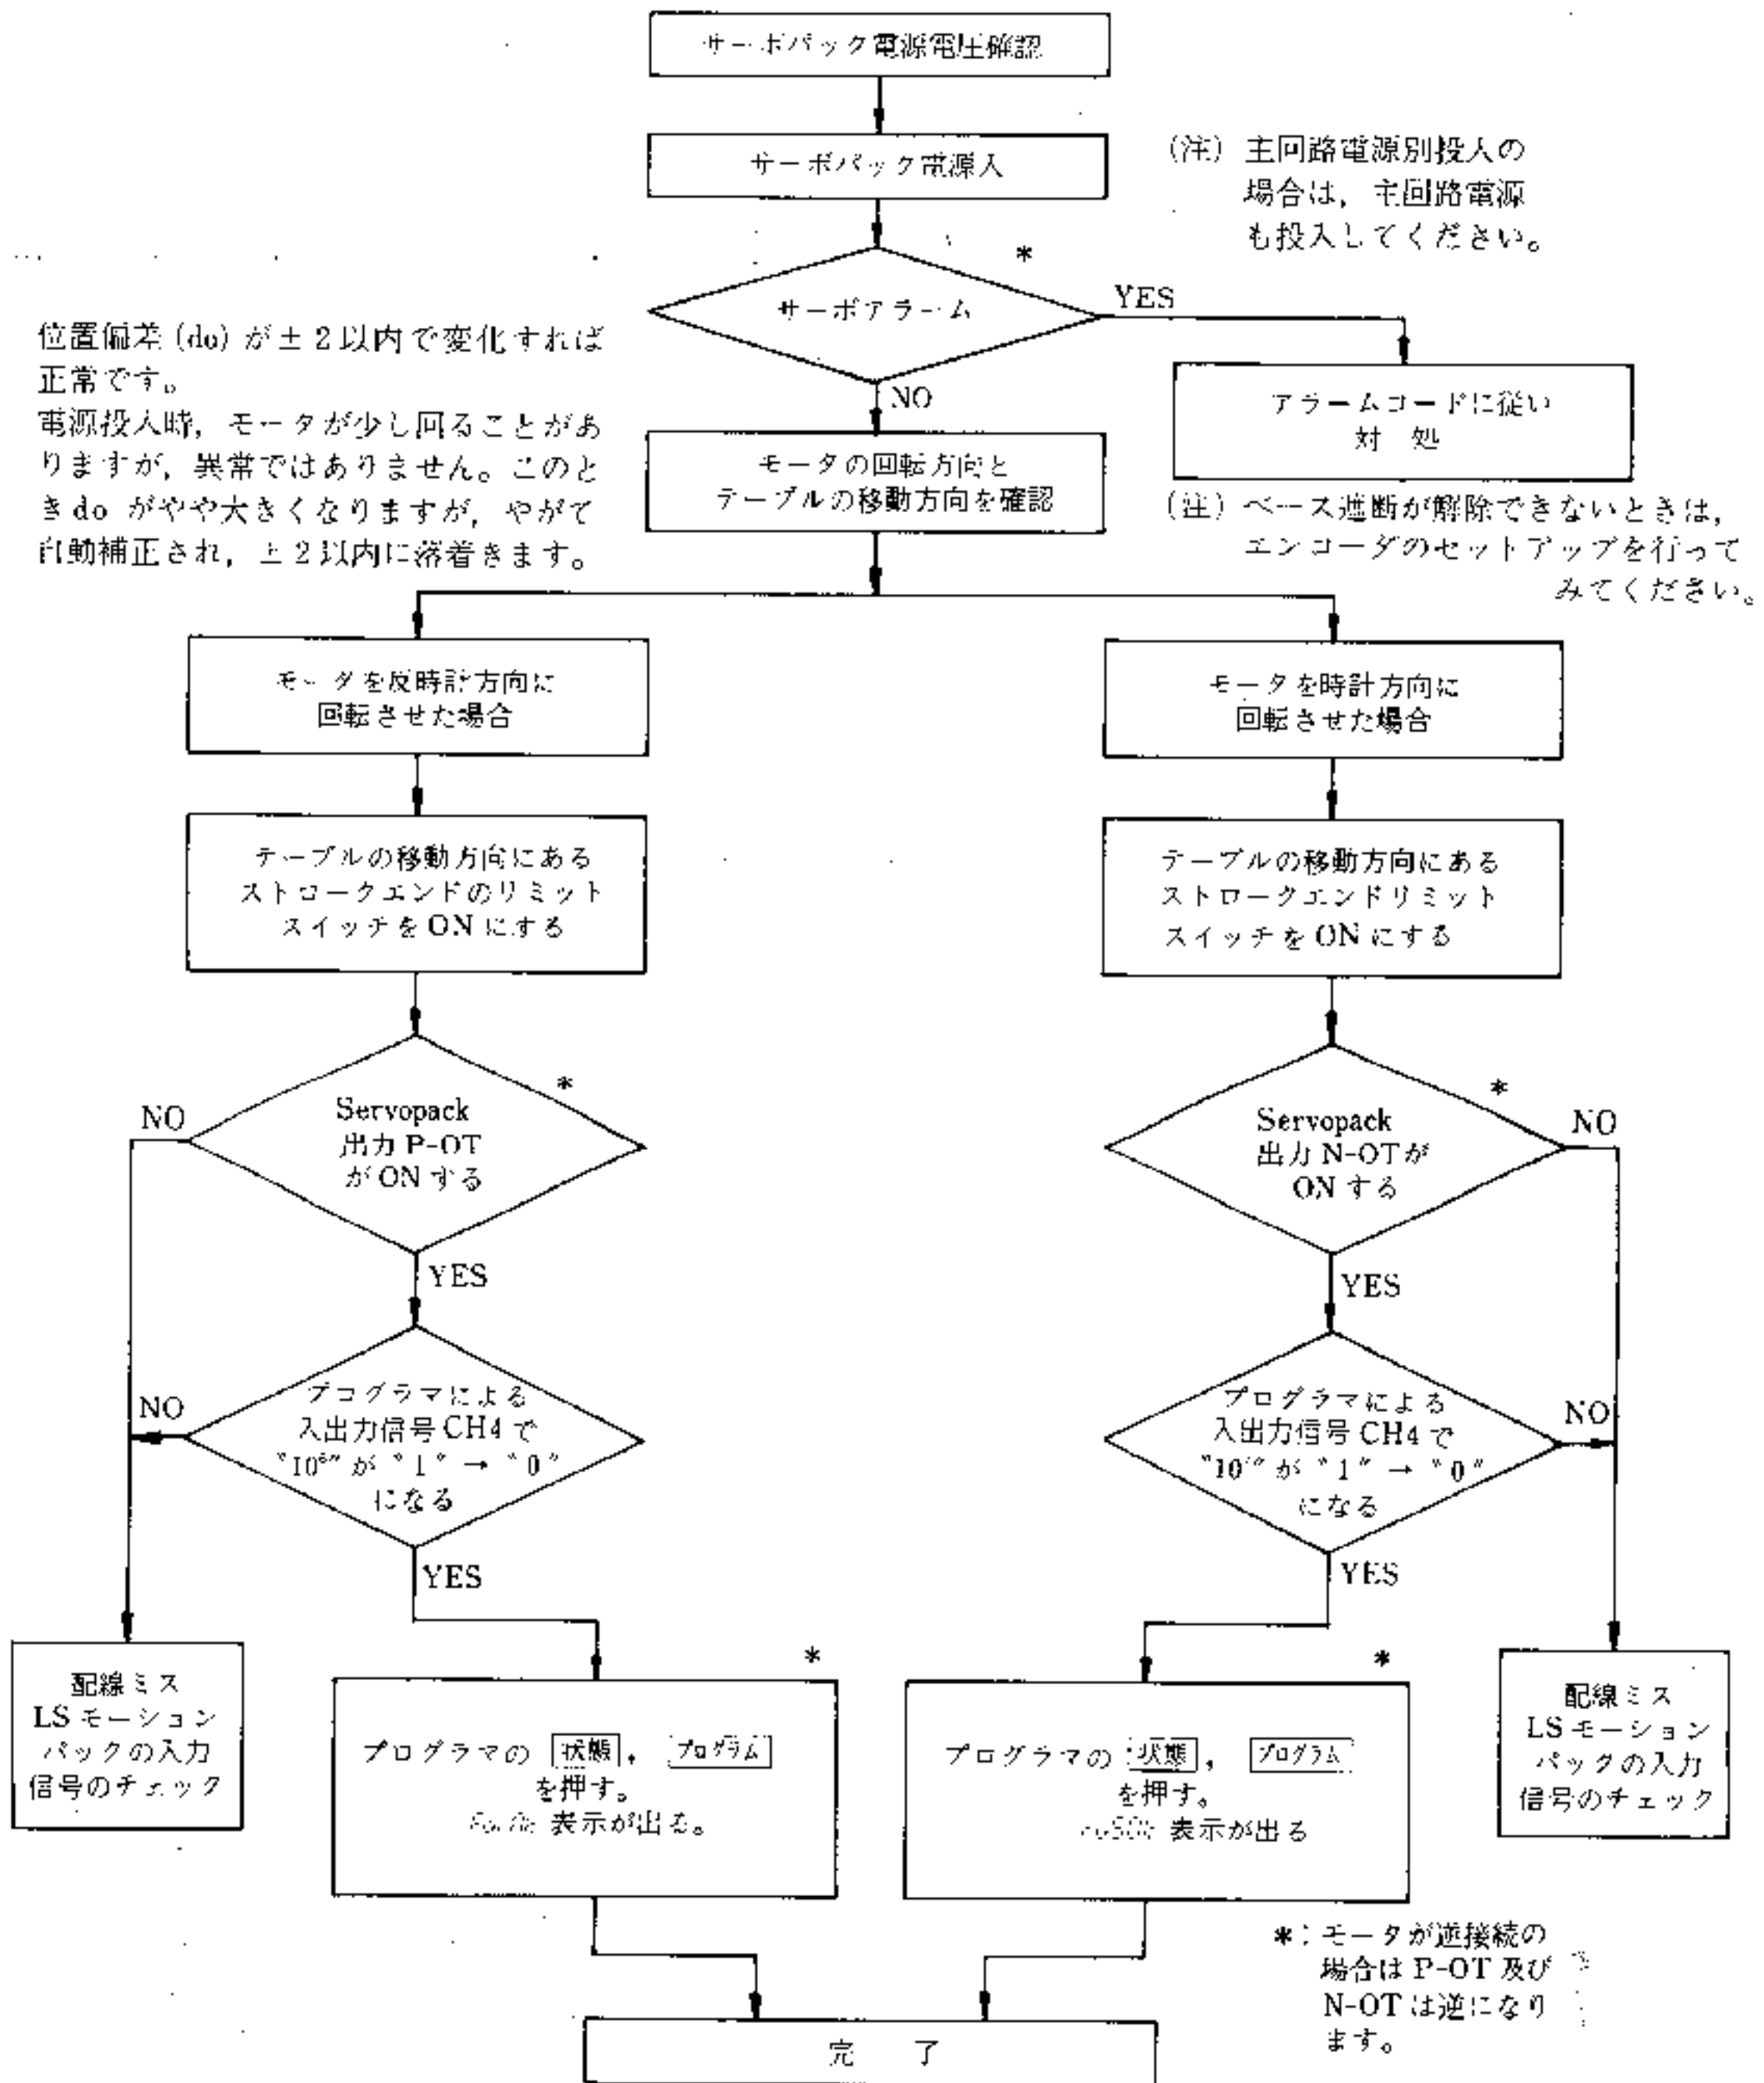 サーボパック電源電圧確認
サーボパック電源入
(注) 主回路電源別投入の
場合は, 主回路電源
も投入してください。
*
サーボアラーム
YES
NO
位置偏差 (do) が±2以内で変化すれば
正常です。
電源投入時, モータが少し回ることがあ
りますが, 異常ではありません。このと
き do がやや大きくなりますが, やがて
自動補正され, ±2以内に落着きます。
アラームコードに従い
対 処
モータの回転方向と
テーブルの移動方向を確認
(注) ベース遮断が解除できないときは,
エンコーダのセットアップを行って
みてください。
モータを反時計方向に
回転させた場合
モータを時計方向に
回転させた場合
テーブルの移動方向にある
ストロークエンドのリミット
スイッチを ON にする
テーブルの移動方向にある
ストロークエンドリミット
スイッチを ON にする
*
NO
Servopack
出力 P-OT
が ON する
YES
*
NO
Servopack
出力 N-OT が
ON する
YES
NO
プログラマによる
入出力信号 CH4 で
が "1" → "0"
になる
YES
プログラマによる
入出力信号 CH4 で
が "1" → "0"
になる
NO
YES
配線ミス
LS モーション
パックの入力
信号のチェック
*
プログラマの 状態, プログラム
を押す。
表示が出る。
*
プログラマの 状態, プログラム
を押す。
表示が出る
配線ミス
LS モーション
パックの入力
信号のチェック
*: モータが逆接続の
場合は P-OT 及び
N-OT は逆になり
ます。
完 了